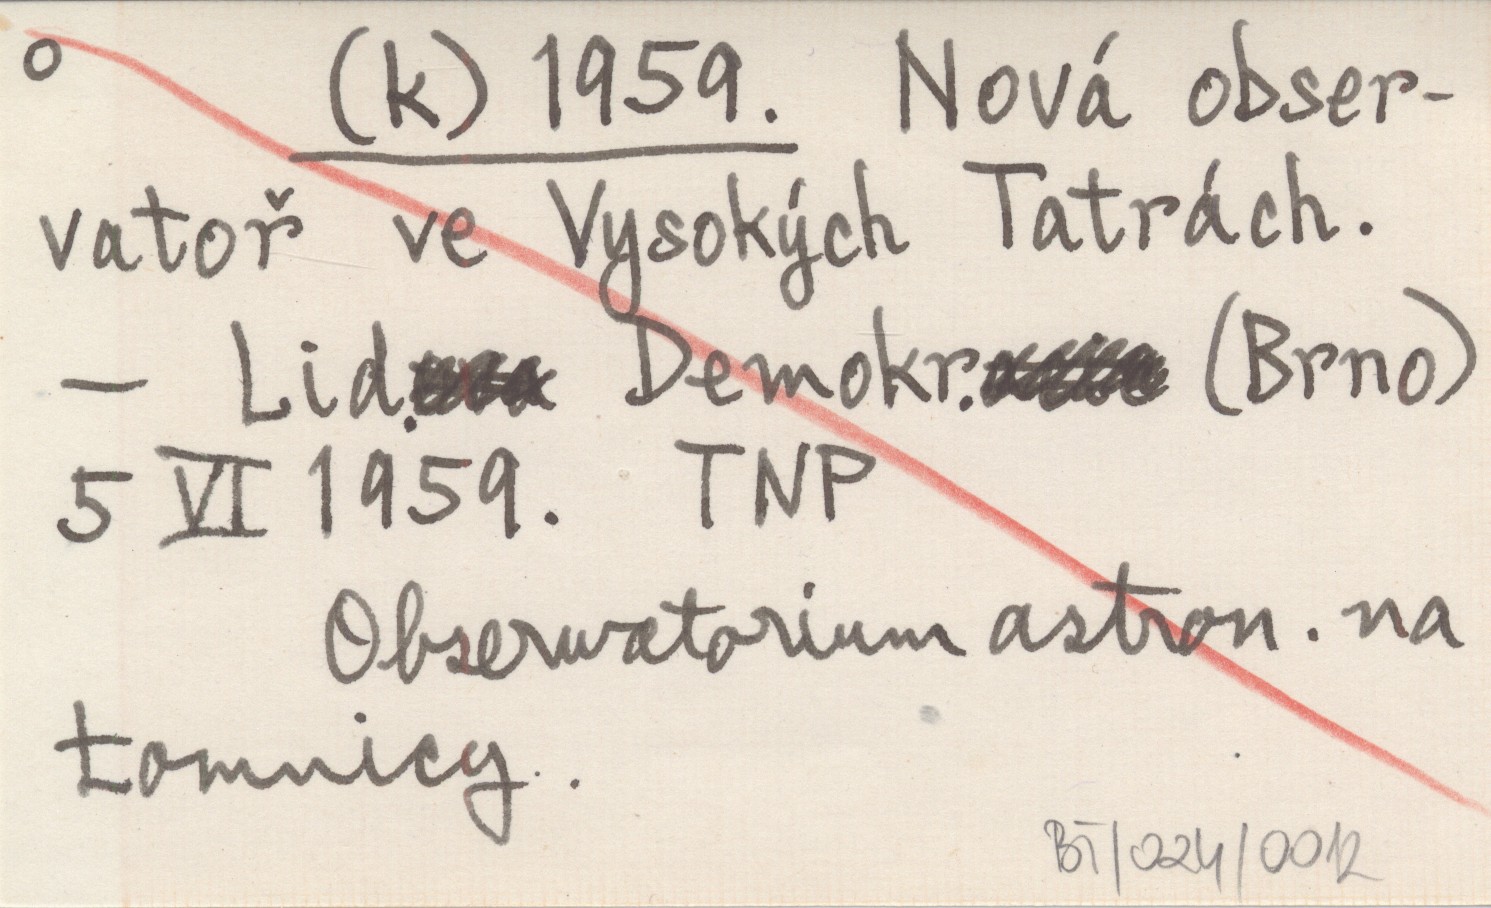 o (k) 1959. Nová obser-
vatoř ve Vysokých Tatrách.
— Lid. Demokr. (Brno)
5 VI 1959. TNP
Obserwatorium astron. na
Łomnicy.
BT/024/0012